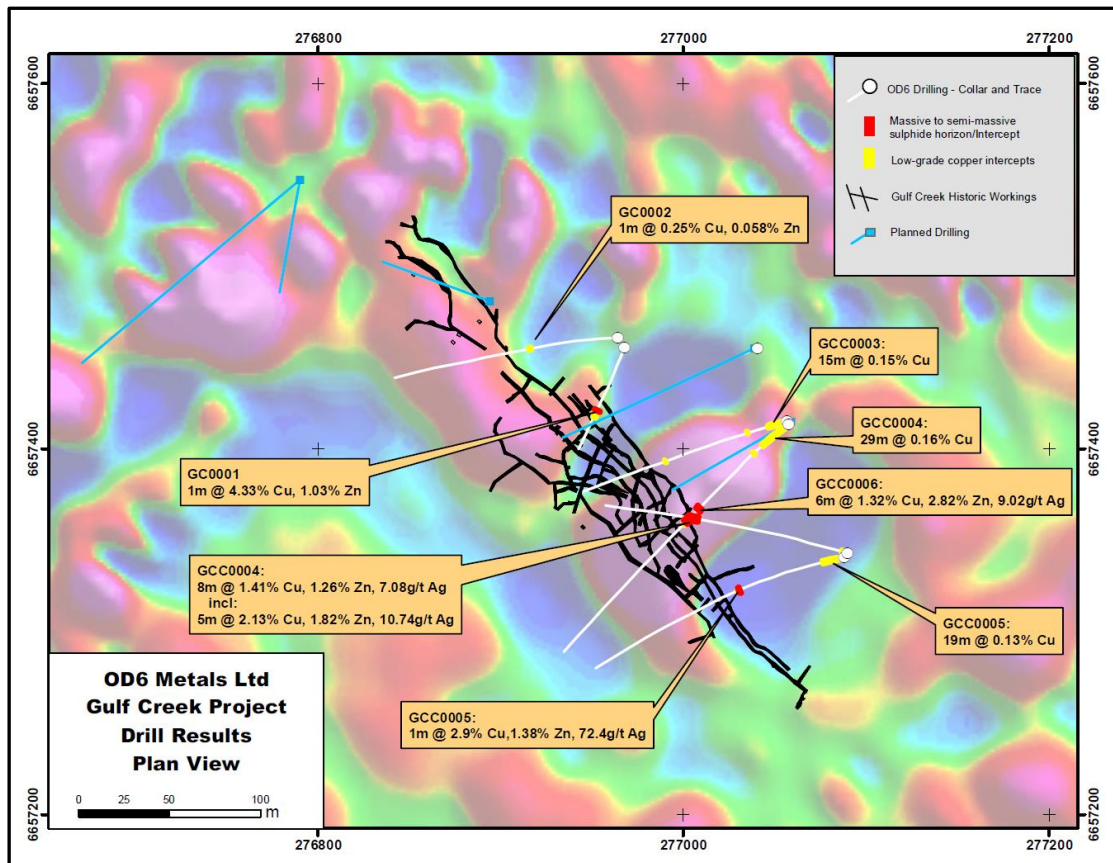 276800
277000
277200
6657600
6657600
OD6 Drilling - Collar and Trace
Massive to semi-massive
sulphide horizon/Intercept
Low-grade copper intercepts
Gulf Creek Historic Workings
Planned Drilling
GC0002
1m @ 0.25% Cu, 0.058% Zn
GCC0003:
15m @ 0.15% Cu
GCC0004:
29m @ 0.16% Cu
6657400
6657400
GC0001
1m @ 4.33% Cu, 1.03% Zn
GCC0006:
6m @ 1.32% Cu, 2.82% Zn, 9.02g/t Ag
GCC0004:
8m @ 1.41% Cu, 1.26% Zn, 7.08g/t Ag
incl:
5m @ 2.13% Cu, 1.82% Zn, 10.74g/t Ag
GCC0005:
19m @ 0.13% Cu
GCC0005:
1m @ 2.9% Cu,1.38% Zn, 72.4g/t Ag
OD6 Metals Ltd
Gulf Creek Project
Drill Results
Plan View
0 25 50 100
m
6657200
6657200
276800
277000
277200